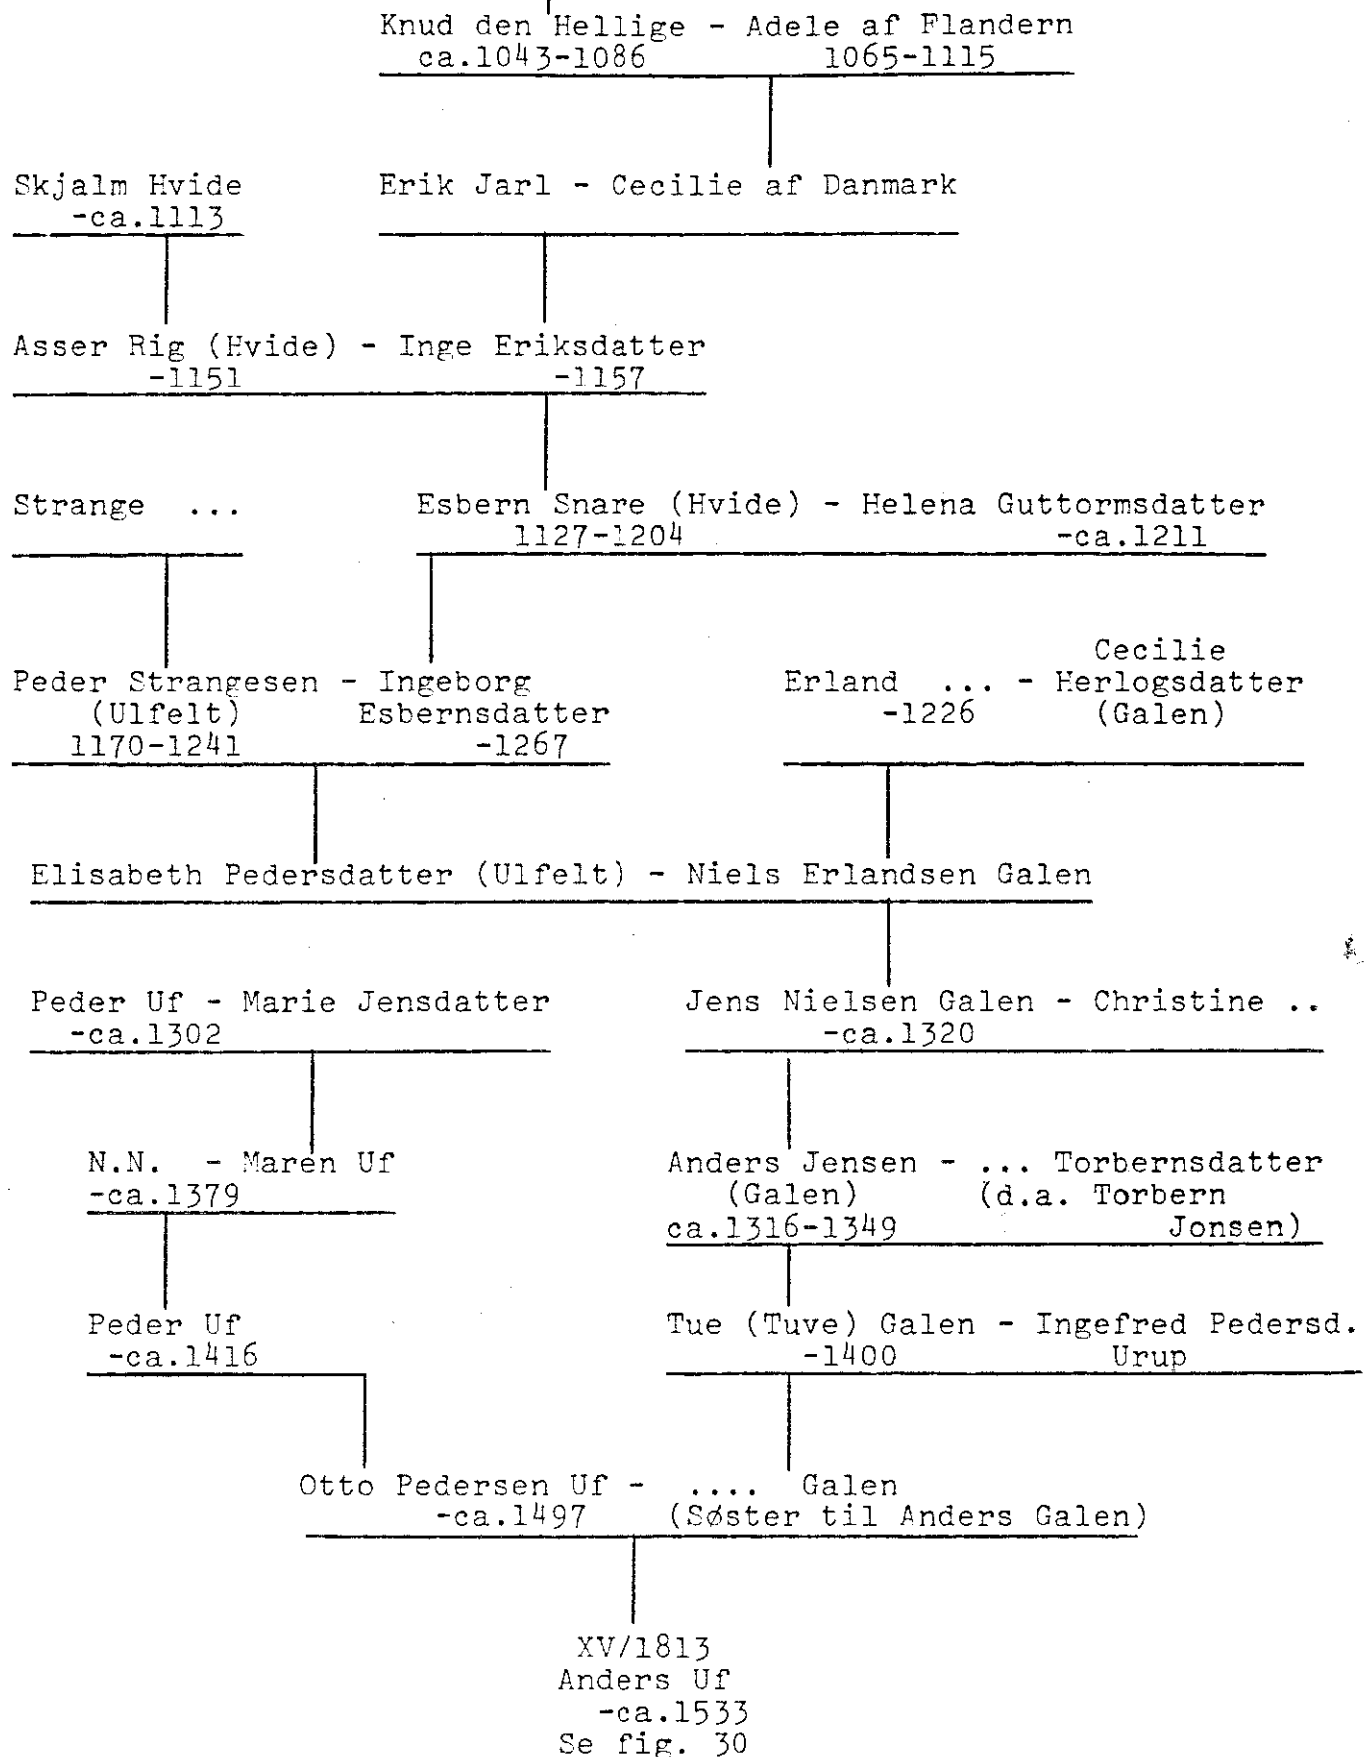 Knud den Hellige - Adele af Flandern
ca.1043-1086 1065-1115
Skjalm Hvide Erik Jarl - Cecilie af Danmark
-ca.1113
Asser Rig (Hvide) - Inge Eriksdatter
-1151 -1157
Strange ... Esbern Snare (Hvide) - Helena Guttormsdatter
1127-1204 -ca.1211
Cecilie
Peder Strangesen - Ingeborg Erland ... - Herlogsdatter
(Ulfelt) Esbernsdatter -1226 (Galen)
1170-1241 -1267
Elisabeth Pedersdatter (Ulfelt) - Niels Erlandsen Galen
Peder Uf - Marie Jensdatter Jens Nielsen Galen - Christine ..
-ca.1302 -ca.1320
N.N. - Maren Uf Anders Jensen - ... Torbernsdatter
-ca.1379 (Galen) (d.a. Torbern
ca.1316-1349 Jonsen)
Peder Uf Tue (Tuve) Galen - Ingefred Pedersd.
-ca.1416 -1400 Urup
Otto Pedersen Uf - .... Galen
-ca.1497 (Søster til Anders Galen)
XV/1813
Anders Uf
-ca.1533
Se fig. 30